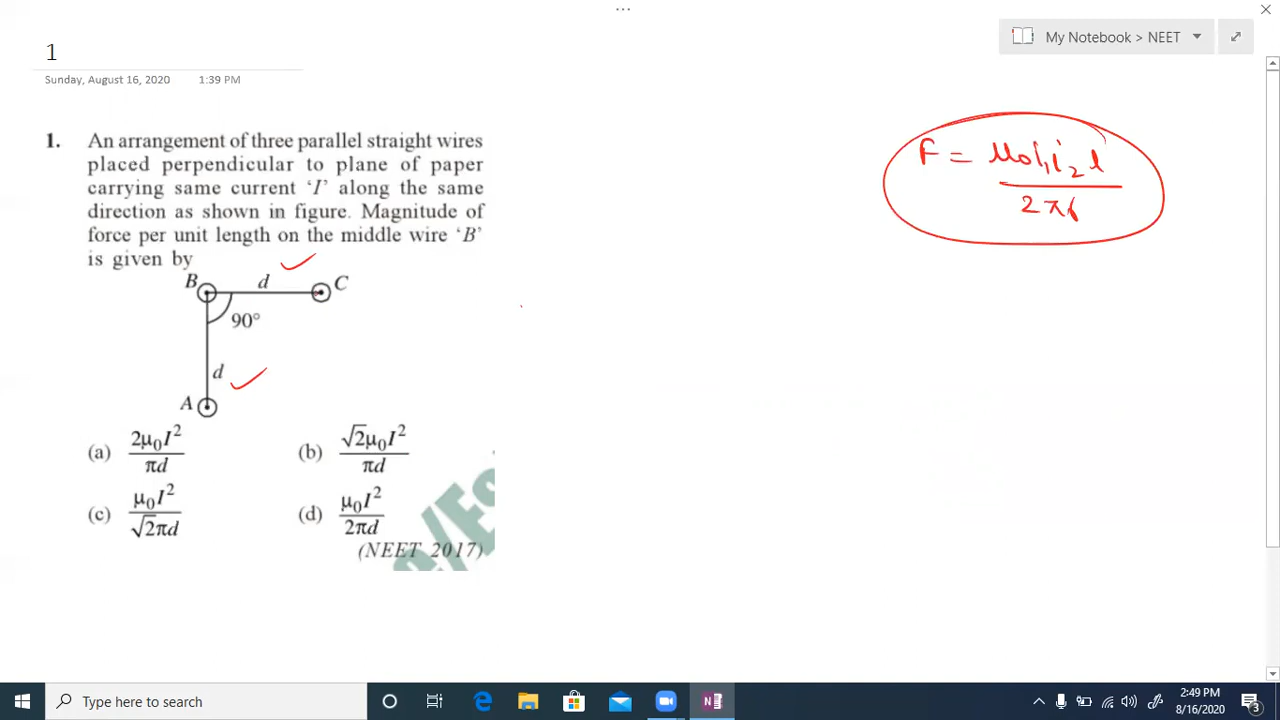 ...
My Notebook > NEET
1
Sunday, August 16, 2020 1:39 PM
1. An arrangement of three parallel straight wires
placed perpendicular to plane of paper
carrying same current ‘I’ along the same
direction as shown in figure. Magnitude of
force per unit length on the middle wire ‘B’
is given by
B d C
90°
d
A
(a) 2μ₀I²/πd (b) √2μ₀I²/πd
(c) μ₀I²/√2πd (d) μ₀I²/2πd
(NEET 2017)
F = μ₀i₁i₂l/2πr
Type here to search
2:49 PM
8/16/2020
3